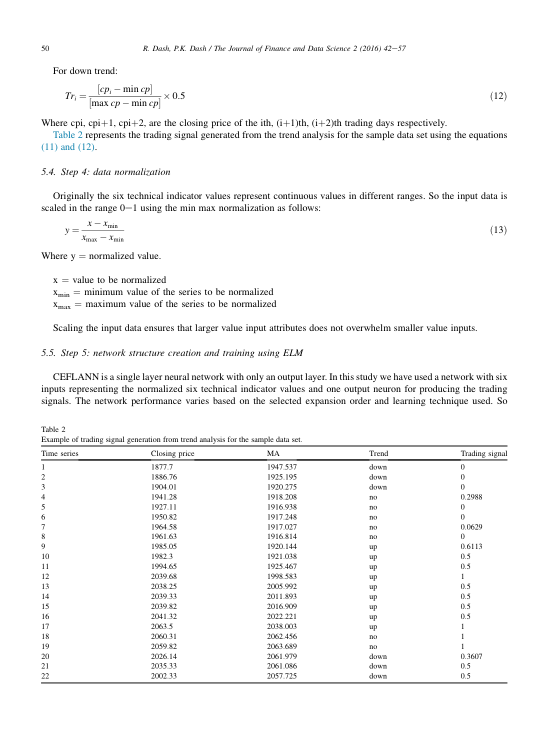 50
R. Dash, P.K. Dash / The Journal of Finance and Data Science 2 (2016) 42–57
For down trend:
Tr_i = [cp_i − min cp] / [max cp − min cp] × 0.5 (12)
Where cpi, cpi+1, cpi+2, are the closing price of the ith, (i+1)th, (i+2)th trading days respectively.
Table 2 represents the trading signal generated from the trend analysis for the sample data set using the equations
(11) and (12).
5.4. Step 4: data normalization
Originally the six technical indicator values represent continuous values in different ranges. So the input data is
scaled in the range 0−1 using the min max normalization as follows:
y = x − x_min / x_max − x_min (13)
Where y = normalized value.
x = value to be normalized
x_min = minimum value of the series to be normalized
x_max = maximum value of the series to be normalized
Scaling the input data ensures that larger value input attributes does not overwhelm smaller value inputs.
5.5. Step 5: network structure creation and training using ELM
CEFLANN is a single layer neural network with only an output layer. In this study we have used a network with six
inputs representing the normalized six technical indicator values and one output neuron for producing the trading
signals. The network performance varies based on the selected expansion order and learning technique used. So
Table 2
Example of trading signal generation from trend analysis for the sample data set.
Time series Closing price MA Trend Trading signal
1 1877.7 1947.537 down 0
2 1886.76 1925.195 down 0
3 1904.01 1920.275 down 0
4 1941.28 1918.208 no 0.2988
5 1927.11 1916.938 no 0
6 1950.82 1917.248 no 0
7 1964.58 1917.027 no 0.0629
8 1961.63 1916.814 no 0
9 1985.05 1920.144 up 0.6113
10 1982.3 1921.038 up 0.5
11 1994.65 1925.467 up 0.5
12 2039.68 1998.583 up 1
13 2038.25 2005.992 up 0.5
14 2039.33 2011.893 up 0.5
15 2039.82 2016.909 up 0.5
16 2041.32 2022.221 up 0.5
17 2063.5 2038.003 up 1
18 2060.31 2062.456 no 1
19 2059.82 2063.689 no 1
20 2026.14 2061.979 down 0.3607
21 2035.33 2061.086 down 0.5
22 2002.33 2057.725 down 0.5